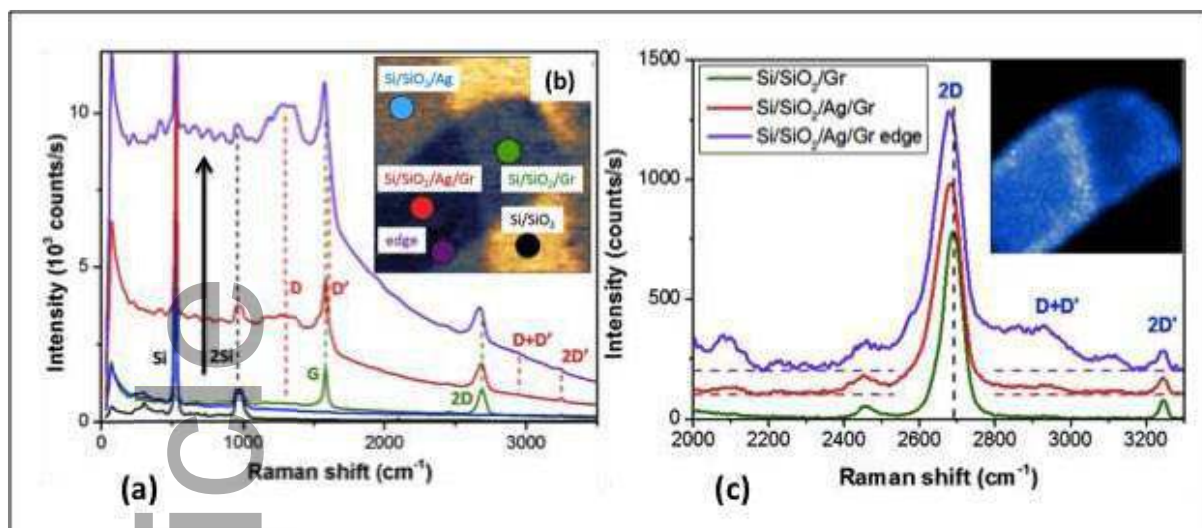 Intensity (10³ counts/s)
10
5
0
0
1000
2000
3000
Raman shift (cm⁻¹)
(a)
Si
2Si
D
D'
G
2D
D+D'
2D'
(b)
Si/SiO₂/Ag
Si/SiO₂/Ag/Gr
Si/SiO₂/Gr
edge
Si/SiO₂
Intensity (counts/s)
1500
1000
500
0
2000
2200
2400
2600
2800
3000
3200
Raman shift (cm⁻¹)
(c)
Si/SiO₂/Gr
Si/SiO₂/Ag/Gr
Si/SiO₂/Ag/Gr edge
2D
D+D'
2D'